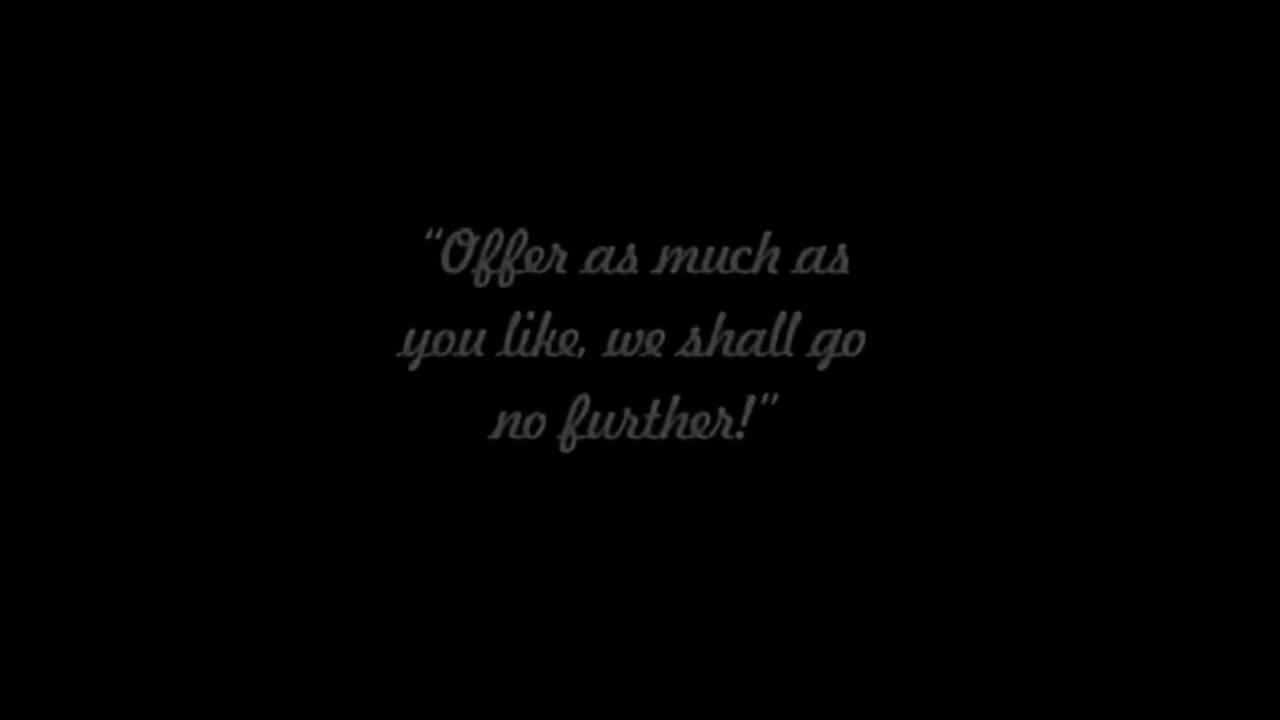 “Offer as much as
you like, we shall go
no further!”